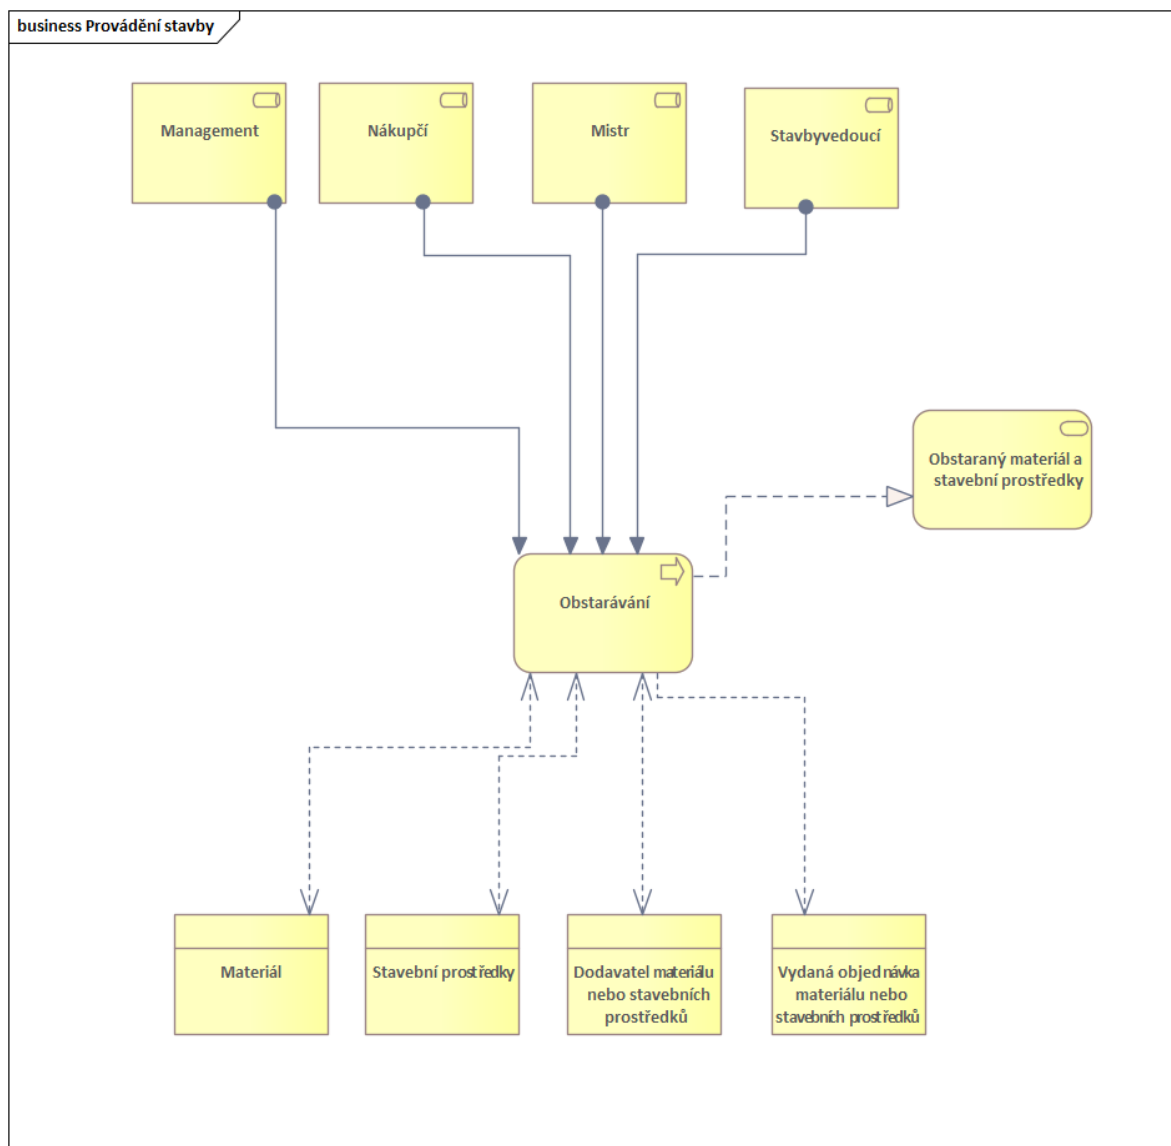 business Provádění stavby
Management
Nákupčí
Mistr
Stavbyvedoucí
Obstaraný materiál a
stavební prostředky
Obstarávání
Materiál
Stavební prostředky
Dodavatel materiálu
nebo stavebních
prostředků
Vydaná objednávka
materiálu nebo
stavebních prostředků